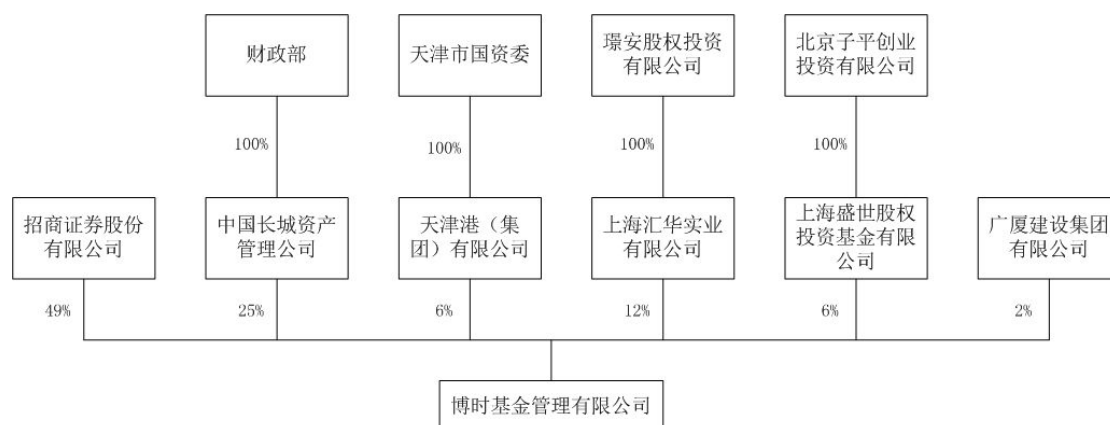 财政部
天津市国资委
璟安股权投资
有限公司
北京子平创业
投资有限公司
100%
100%
100%
100%
招商证券股份
有限公司
中国长城资产
管理公司
天津港（集
团）有限公司
上海汇华实业
有限公司
上海盛世股权
投资基金有限
公司
广厦建设集团
有限公司
49%
25%
6%
12%
6%
2%
博时基金管理有限公司